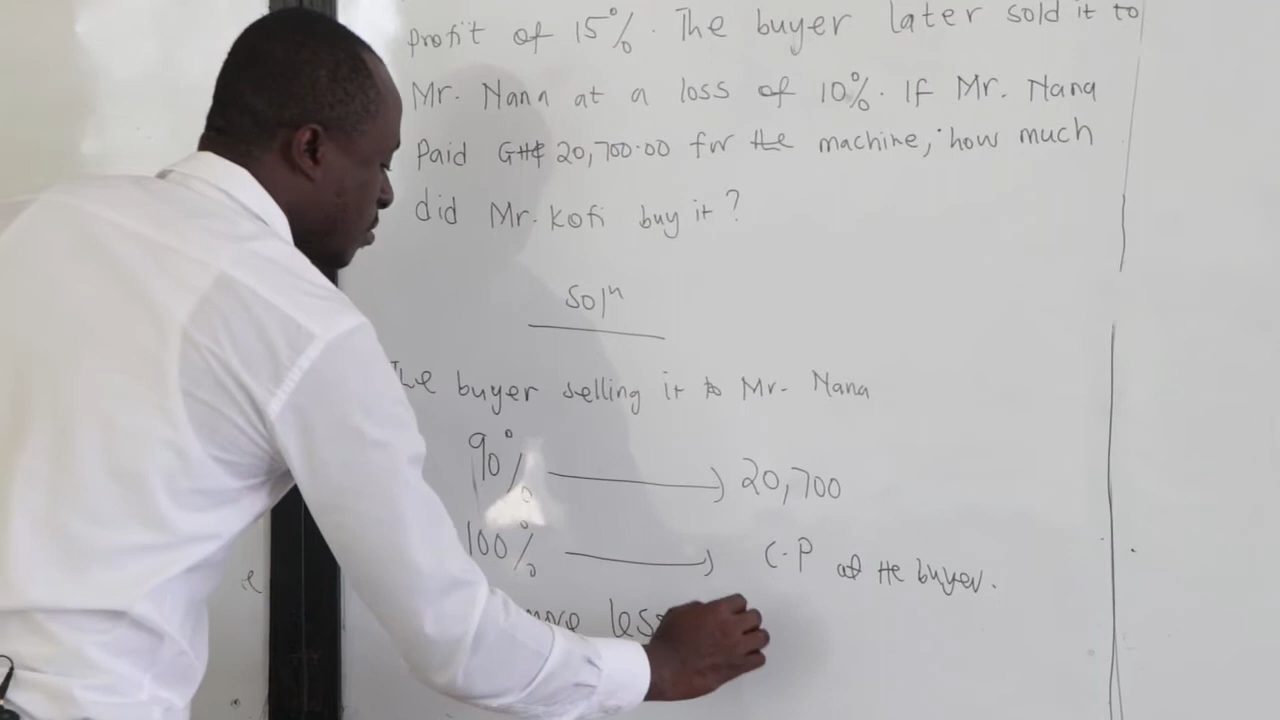 profit of 15%. The buyer later sold it to
Mr. Nana at a loss of 10%. If Mr. Nana
Paid GH¢ 20,700.00 for the machine, how much
did Mr. Kofi buy it?
Solⁿ
The buyer selling it to Mr. Nana
90% → 20,700
100% → C.P of the buyer.
more less